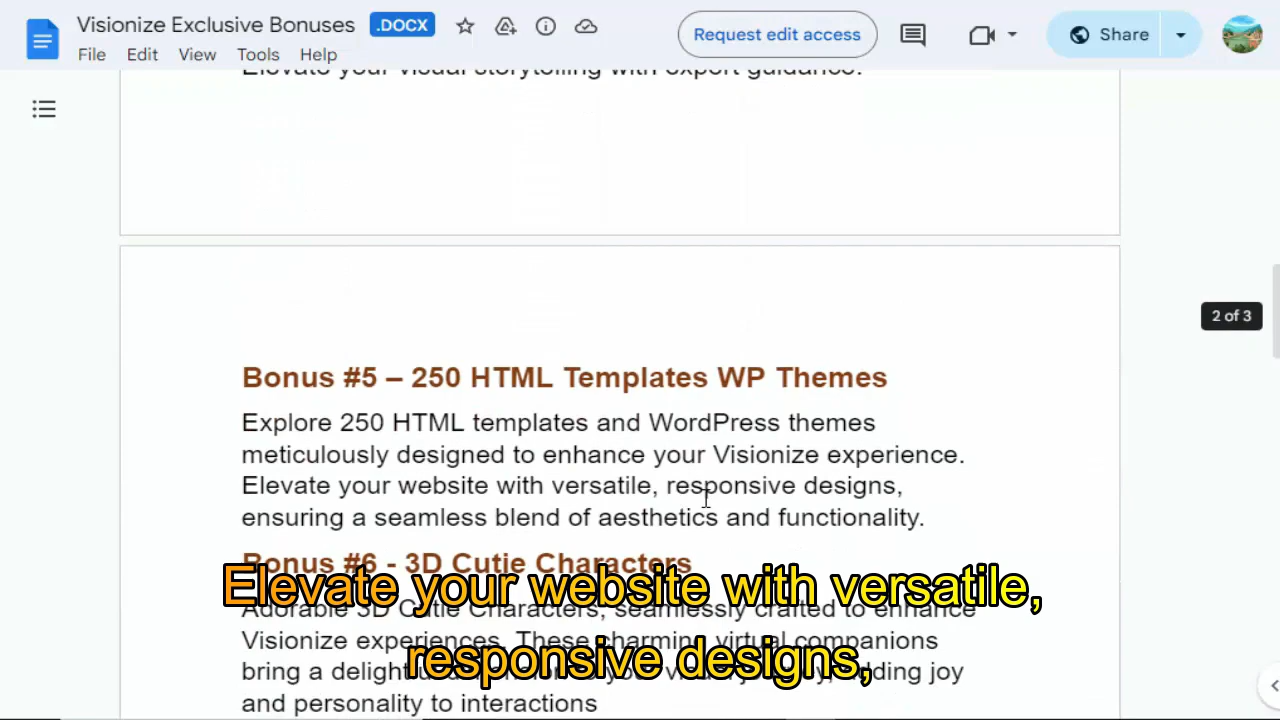 Visionize Exclusive Bonuses .DOCX
File Edit View Tools Help
Request edit access
Share
Elevate your visual storytelling with expert guidance.
2 of 3
Bonus #5 – 250 HTML Templates WP Themes
Explore 250 HTML templates and WordPress themes
meticulously designed to enhance your Visionize experience.
Elevate your website with versatile, responsive designs,
ensuring a seamless blend of aesthetics and functionality.
Bonus #6 - 3D Cutie Characters
Adorable 3D Cutie Characters, seamlessly crafted to enhance
Visionize experiences. These charming virtual companions
bring a delightful to your adding joy
and personality to interactions
Elevate your website with versatile,
responsive designs,